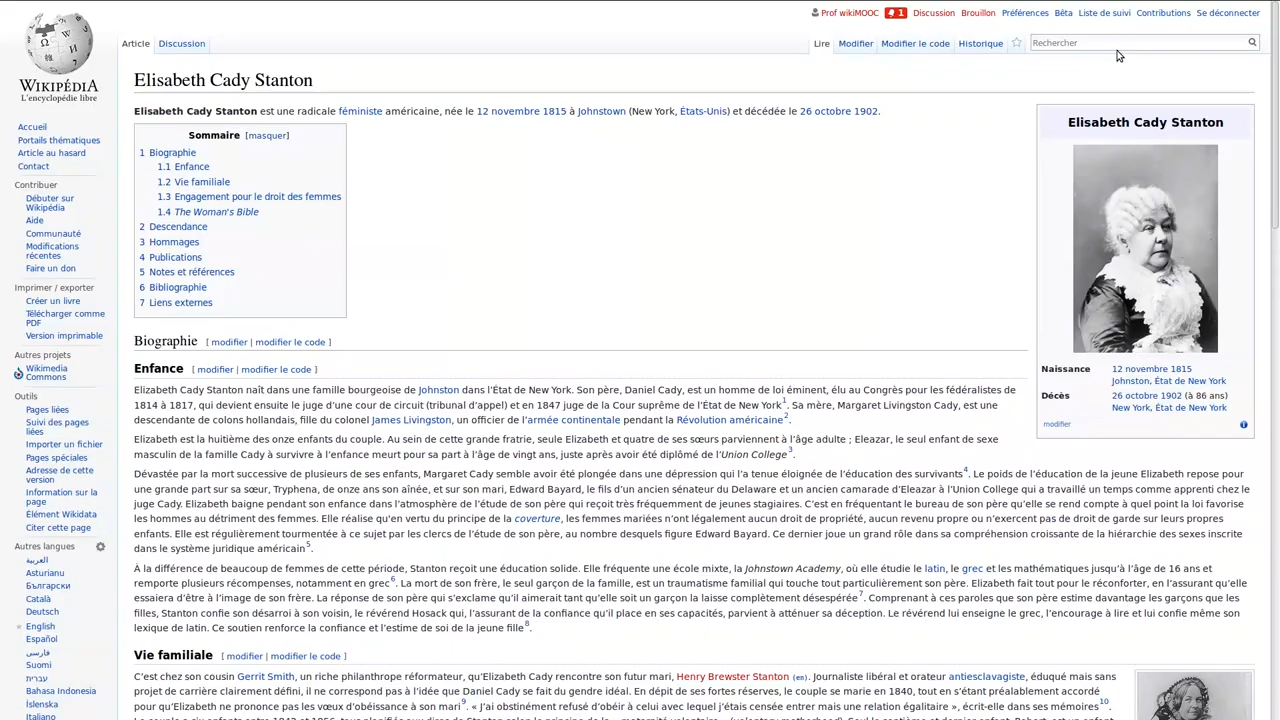 Prof wikiMOOC 1 Discussion Brouillon Préférences Bêta Liste de suivi Contributions Se déconnecter
WIKIPÉDIA
L'encyclopédie libre
Article Discussion
Lire Modifier Modifier le code Historique Rechercher
Accueil
Portails thématiques
Article au hasard
Contact
Contribuer
Débuter sur
Wikipédia
Aide
Communauté
Modifications
récentes
Faire un don
Imprimer / exporter
Créer un livre
Télécharger comme
PDF
Version imprimable
Autres projets
Wikimedia
Commons
Outils
Pages liées
Suivi des pages
liées
Importer un fichier
Pages spéciales
Adresse de cette
version
Information sur la
page
Élément Wikidata
Citer cette page
Autres langues
العربية
Asturianu
Български
Català
Deutsch
English
Español
فارسی
Suomi
עברית
Bahasa Indonesia
Íslenska
Italiano
Elisabeth Cady Stanton
Elisabeth Cady Stanton est une radicale féministe américaine, née le 12 novembre 1815 à Johnstown (New York, États-Unis) et décédée le 26 octobre 1902.
Sommaire [masquer]
1 Biographie
1.1 Enfance
1.2 Vie familiale
1.3 Engagement pour le droit des femmes
1.4 The Woman's Bible
2 Descendance
3 Hommages
4 Publications
5 Notes et références
6 Bibliographie
7 Liens externes
Elisabeth Cady Stanton
Naissance 12 novembre 1815
Johnston, État de New York
Décès 26 octobre 1902 (à 86 ans)
New York, État de New York
modifier
Biographie [ modifier | modifier le code ]
Enfance [ modifier | modifier le code ]
Elizabeth Cady Stanton naît dans une famille bourgeoise de Johnston dans l'État de New York. Son père, Daniel Cady, est un homme de loi éminent, élu au Congrès pour les fédéralistes de
1814 à 1817, qui devient ensuite le juge d'une cour de circuit (tribunal d'appel) et en 1847 juge de la Cour suprême de l'État de New York1. Sa mère, Margaret Livingston Cady, est une
descendante de colons hollandais, fille du colonel James Livingston, un officier de l'armée continentale pendant la Révolution américaine2.
Elizabeth est la huitième des onze enfants du couple. Au sein de cette grande fratrie, seule Elizabeth et quatre de ses sœurs parviennent à l'âge adulte ; Eleazar, le seul enfant de sexe
masculin de la famille Cady à survivre à l'enfance meurt pour sa part à l'âge de vingt ans, juste après avoir été diplômé de l'Union College3.
Dévastée par la mort successive de plusieurs de ses enfants, Margaret Cady semble avoir été plongée dans une dépression qui l'a tenue éloignée de l'éducation des survivants4. Le poids de l'éducation de la jeune Elizabeth repose pour
une grande part sur sa sœur, Tryphena, de onze ans son aînée, et sur son mari, Edward Bayard, le fils d'un ancien sénateur du Delaware et un ancien camarade d'Eleazar à l'Union College qui a travaillé un temps comme apprenti chez le
juge Cady. Elizabeth baigne pendant son enfance dans l'atmosphère de l'étude de son père qui reçoit très fréquemment de jeunes stagiaires. C'est en fréquentant le bureau de son père qu'elle se rend compte à quel point la loi favorise
les hommes au détriment des femmes. Elle réalise qu'en vertu du principe de la coverture, les femmes mariées n'ont légalement aucun droit de propriété, aucun revenu propre ou n'exercent pas de droit de garde sur leurs propres
enfants. Elle est régulièrement tourmentée à ce sujet par les clercs de l'étude de son père, au nombre desquels figure Edward Bayard. Ce dernier joue un grand rôle dans sa compréhension croissante de la hiérarchie des sexes inscrite
dans le système juridique américain5.
À la différence de beaucoup de femmes de cette période, Stanton reçoit une éducation solide. Elle fréquente une école mixte, la Johnstown Academy, où elle étudie le latin, le grec et les mathématiques jusqu'à l'âge de 16 ans et
remporte plusieurs récompenses, notamment en grec6. La mort de son frère, le seul garçon de la famille, est un traumatisme familial qui touche tout particulièrement son père. Elizabeth fait tout pour le réconforter, en l'assurant qu'elle
essaiera d'être à l'image de son frère. La réponse de son père qui s'exclame qu'il aimerait tant qu'elle soit un garçon la laisse complètement désespérée7. Comprenant à ces paroles que son père estime davantage les garçons que les
filles, Stanton confie son désarroi à son voisin, le révérend Hosack qui, l'assurant de la confiance qu'il place en ses capacités, parvient à atténuer sa déception. Le révérend lui enseigne le grec, l'encourage à lire et lui confie même son
lexique de latin. Ce soutien renforce la confiance et l'estime de soi de la jeune fille8.
Vie familiale [ modifier | modifier le code ]
C'est chez son cousin Gerrit Smith, un riche philanthrope réformateur, qu'Elizabeth Cady rencontre son futur mari, Henry Brewster Stanton (en). Journaliste libéral et orateur antiesclavagiste, éduqué mais sans
projet de carrière clairement défini, il ne correspond pas à l'idée que Daniel Cady se fait du gendre idéal. En dépit de ses fortes réserves, le couple se marie en 1840, tout en s'étant préalablement accordé
pour qu'Elizabeth ne prononce pas les vœux d'obéissance à son mari9. « J'ai obstinément refusé d'obéir à celui avec lequel j'étais censée entrer mais une relation égalitaire », écrit-elle dans ses mémoires10.